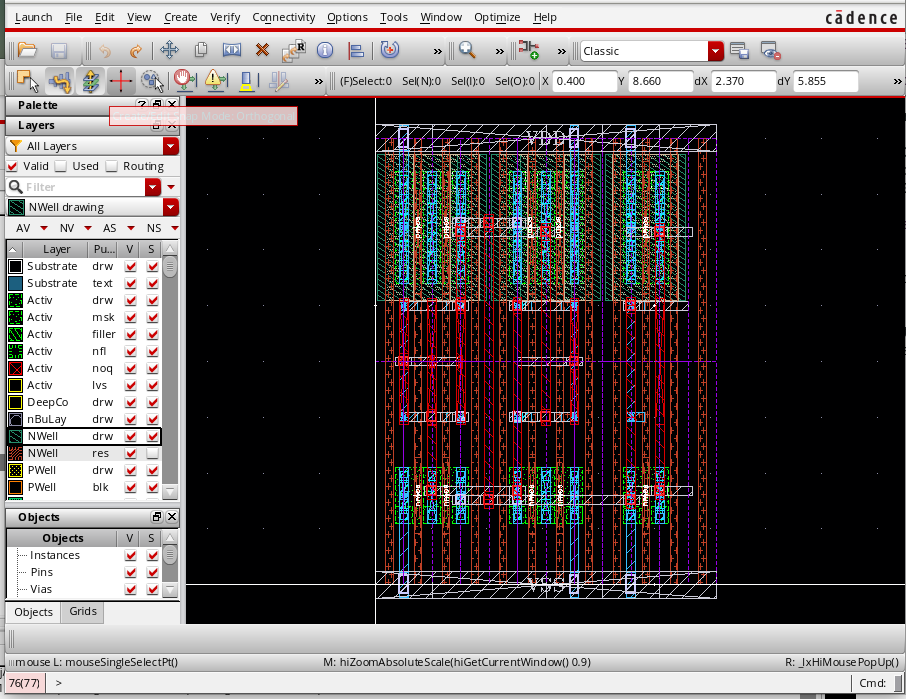 Launch File Edit View Create Verify Connectivity Options Tools Window Optimize Help
cādence
» » » Classic
» (F)Select:0 Sel(N):0 Sel(I):0 Sel(O):0 X 0.400 Y 8.660 dX 2.370 dY 5.855 »
Palette
Layers
All Layers
Valid Used Routing
Filter
NWell drawing
AV NV AS NS
Layer Pu... V S
Substrate drw
Substrate text
Activ drw
Activ msk
Activ filler
Activ nfl
Activ noq
Activ lvs
DeepCo drw
nBuLay drw
NWell drw
NWell res
PWell drw
PWell blk
Objects
Objects V S
Instances
Pins
Vias
Objects Grids
VDD
VSS
mouse L: mouseSingleSelectPt() M: hiZoomAbsoluteScale(hiGetCurrentWindow() 0.9) R: _lxHiMousePopUp()
76(77) > Cmd: